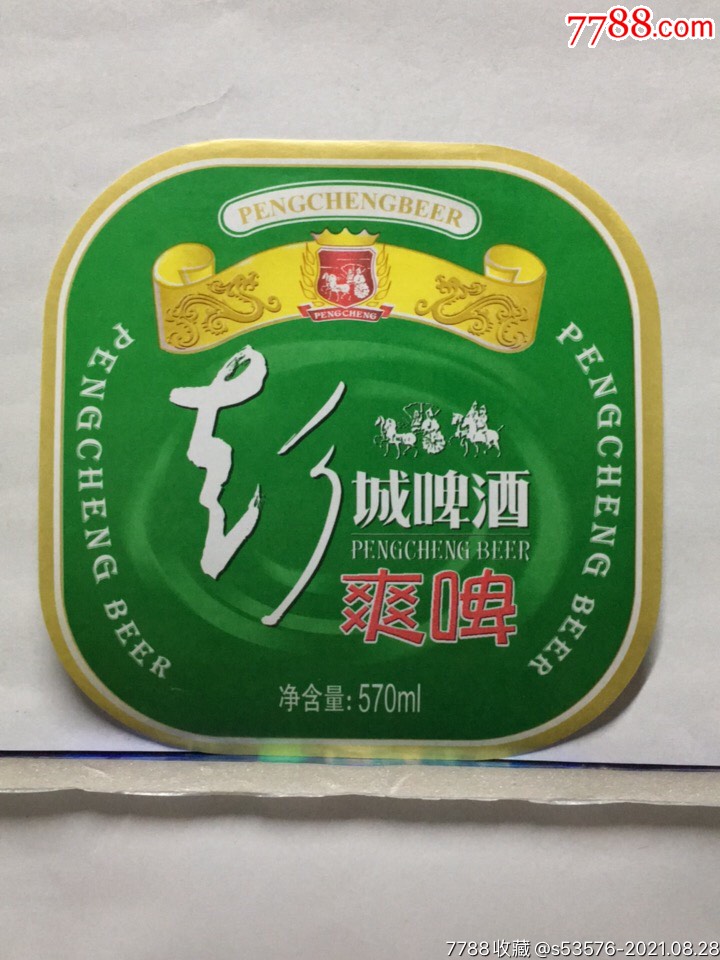 7788.com
PENGCHENGBEER
PENGCHENG
PENGCHENG BEER
PENGCHENG BEER
彭
城啤酒
PENGCHENG BEER
爽啤
净含量：570ml
7788收藏@s53576-2021.08.28